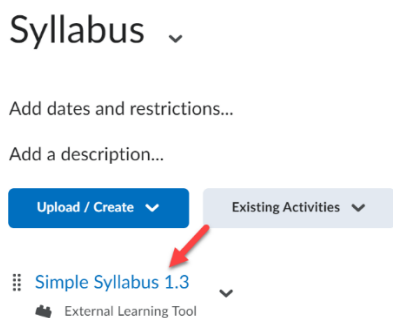 Syllabus
Add dates and restrictions...
Add a description...
Upload / Create
Existing Activities
Simple Syllabus 1.3
External Learning Tool